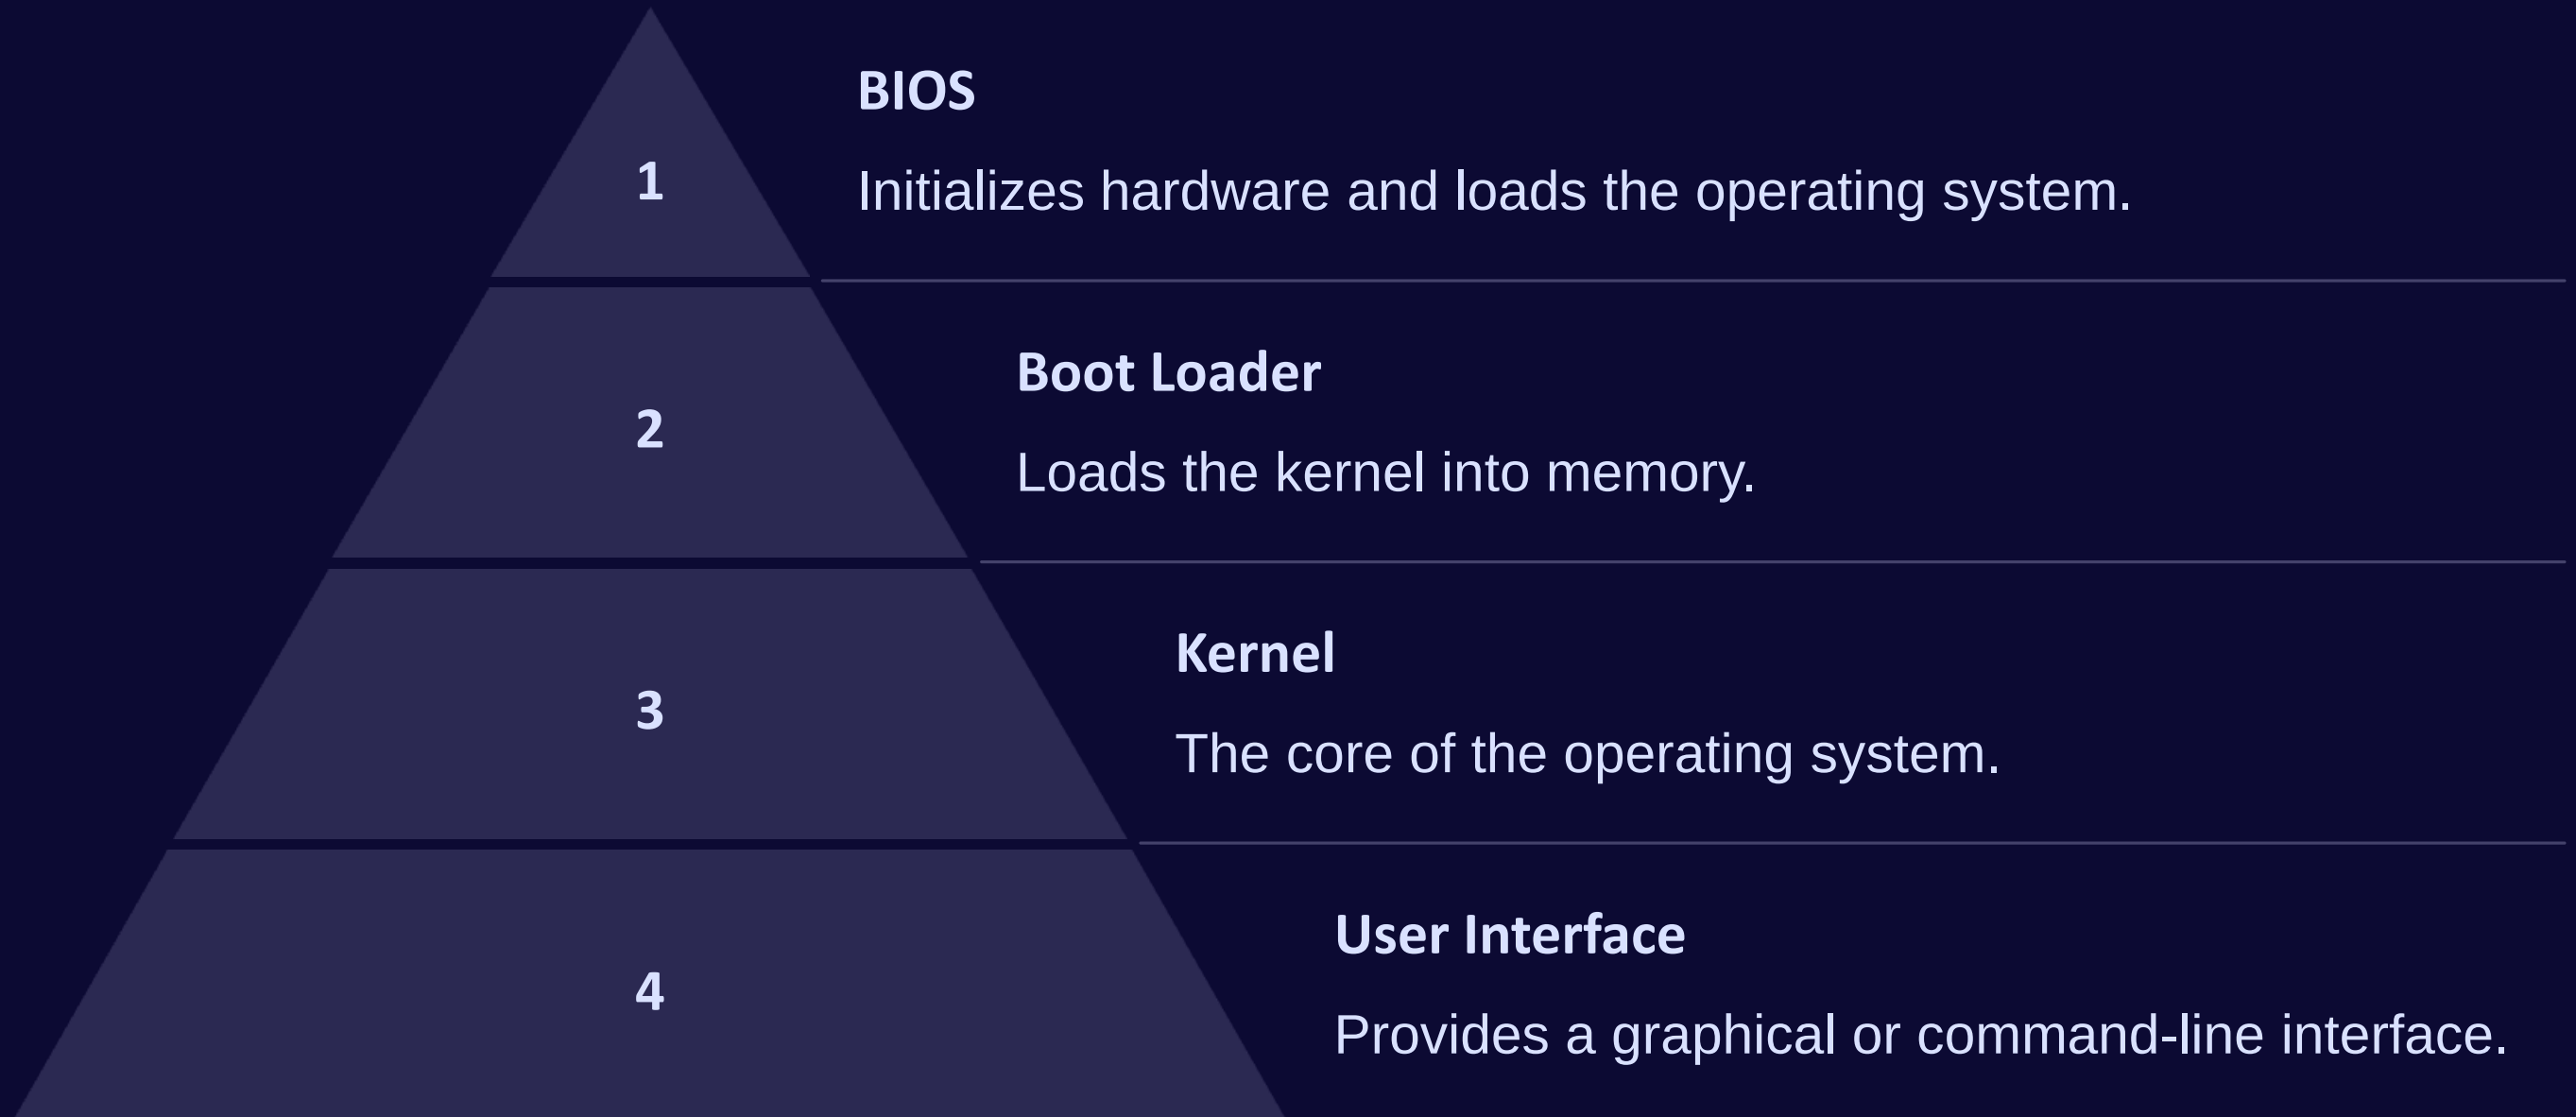 BIOS
1
Initializes hardware and loads the operating system.
Boot Loader
2
Loads the kernel into memory.
Kernel
3
The core of the operating system.
User Interface
4
Provides a graphical or command-line interface.